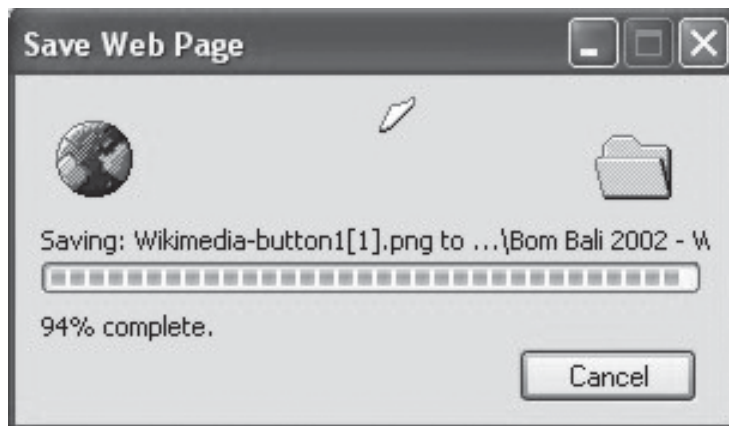 Save Web Page
Saving: Wikimedia-button1[1].png to ...\Bom Bali 2002 - W
94% complete.
Cancel